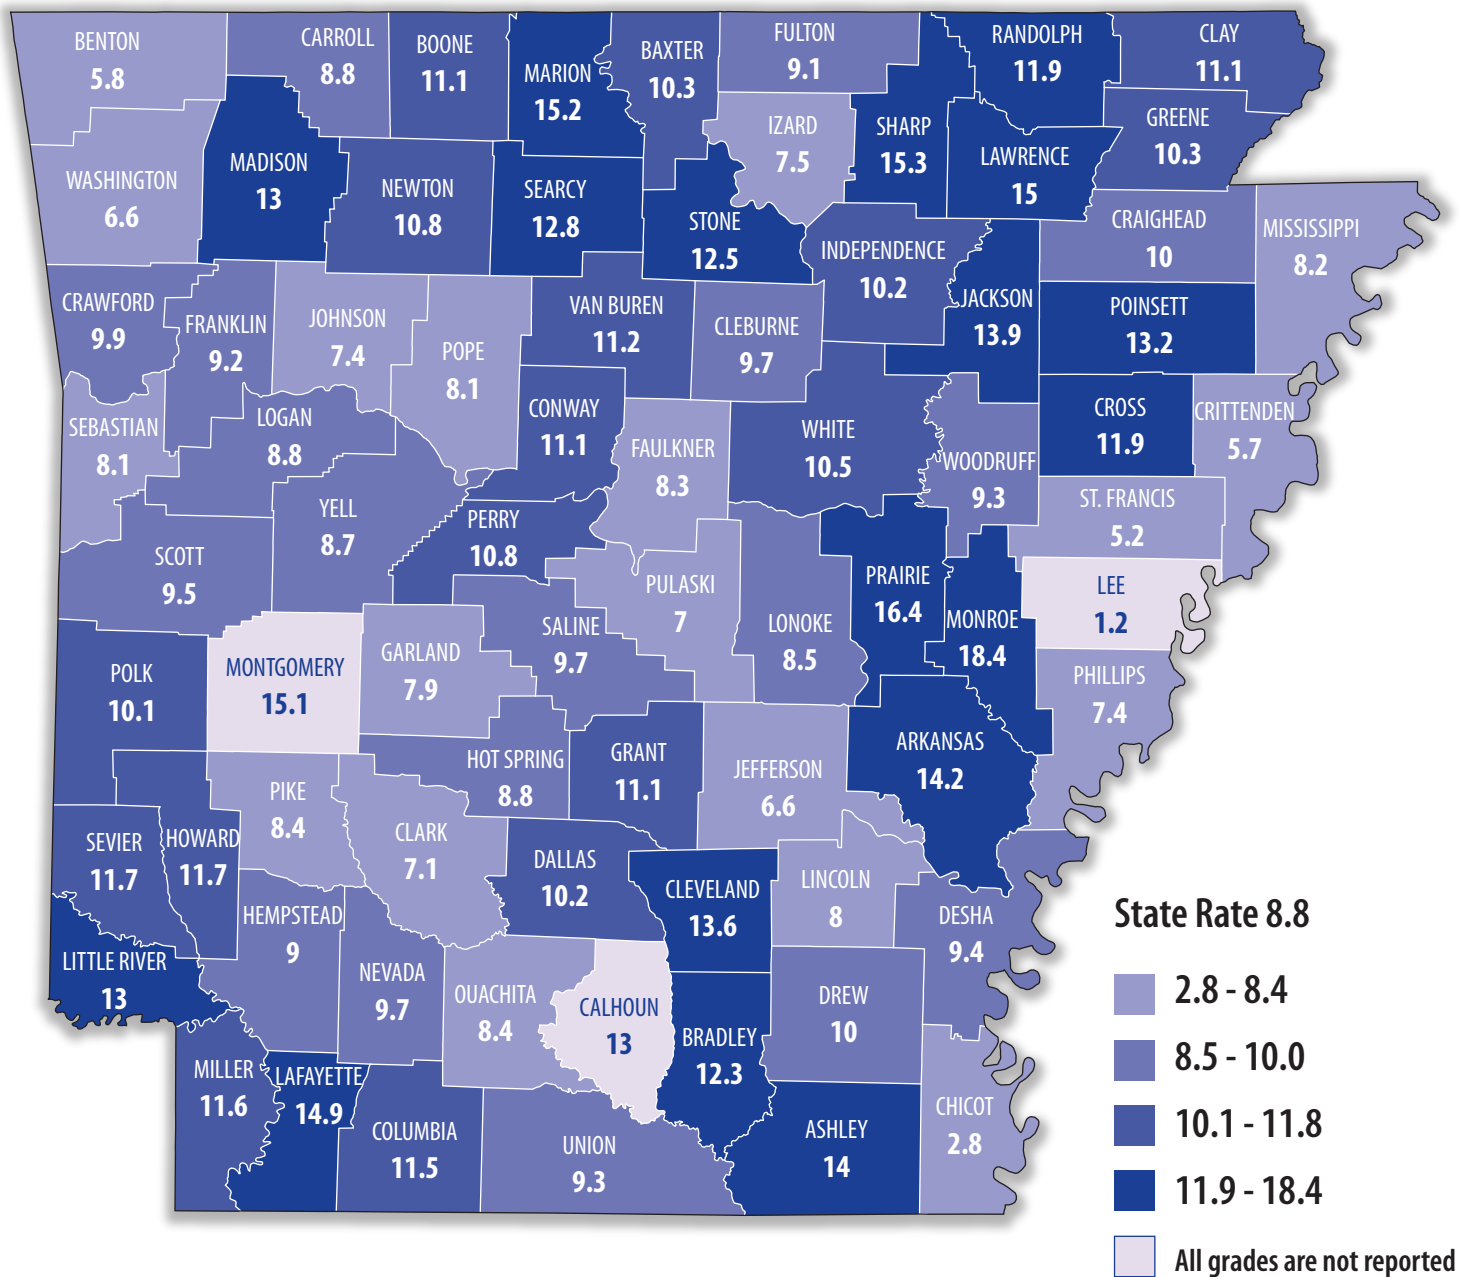 BENTON
5.8
CARROLL
8.8
BOONE
11.1
MARION
15.2
BAXTER
10.3
FULTON
9.1
RANDOLPH
11.9
CLAY
11.1
IZARD
7.5
SHARP
15.3
LAWRENCE
15
GREENE
10.3
WASHINGTON
6.6
MADISON
13
NEWTON
10.8
SEARCY
12.8
STONE
12.5
INDEPENDENCE
10.2
JACKSON
13.9
CRAIGHEAD
10
MISSISSIPPI
8.2
CRAWFORD
9.9
FRANKLIN
9.2
JOHNSON
7.4
POPE
8.1
VAN BUREN
11.2
CLEBURNE
9.7
POINSETT
13.2
SEBASTIAN
8.1
LOGAN
8.8
CONWAY
11.1
FAULKNER
8.3
WHITE
10.5
WOODRUFF
9.3
CROSS
11.9
CRITTENDEN
5.7
SCOTT
9.5
YELL
8.7
PERRY
10.8
ST. FRANCIS
5.2
PULASKI
7
LONOKE
8.5
PRAIRIE
16.4
MONROE
18.4
LEE
1.2
POLK
10.1
MONTGOMERY
15.1
GARLAND
7.9
SALINE
9.7
PHILLIPS
7.4
HOT SPRING
8.8
GRANT
11.1
JEFFERSON
6.6
ARKANSAS
14.2
SEVIER
11.7
HOWARD
11.7
PIKE
8.4
CLARK
7.1
DALLAS
10.2
CLEVELAND
13.6
LINCOLN
8
DESHA
9.4
LITTLE RIVER
13
HEMPSTEAD
9
NEVADA
9.7
OUACHITA
8.4
CALHOUN
13
BRADLEY
12.3
DREW
10
MILLER
11.6
LAFAYETTE
14.9
COLUMBIA
11.5
UNION
9.3
ASHLEY
14
CHICOT
2.8
State Rate 8.8
2.8 - 8.4
8.5 - 10.0
10.1 - 11.8
11.9 - 18.4
All grades are not reported